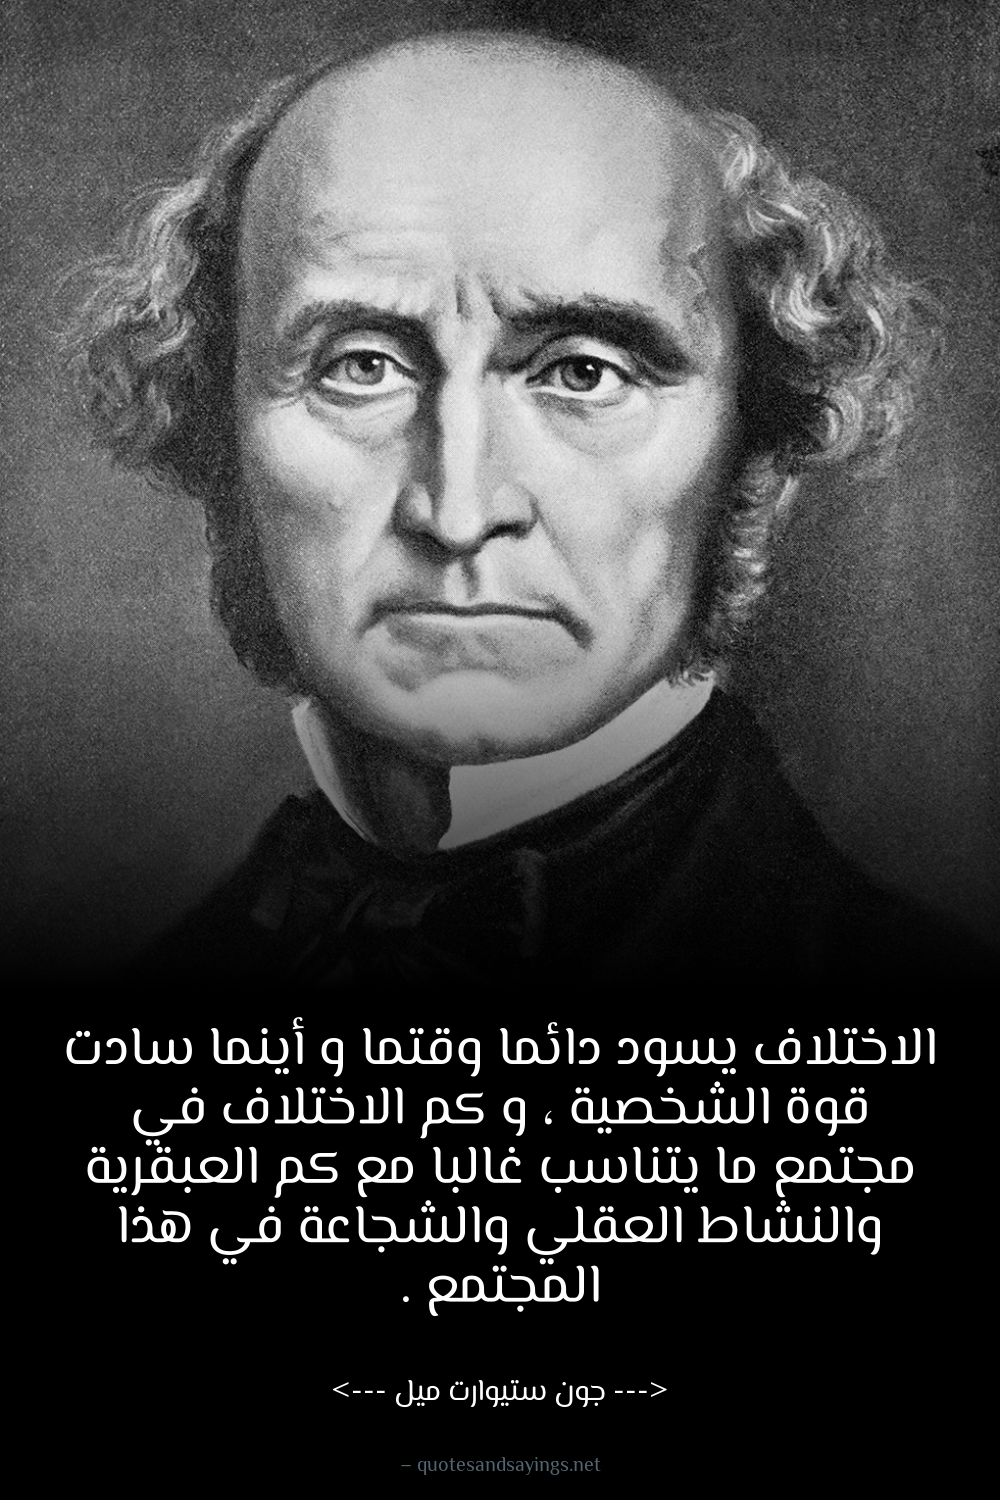 الاختلاف يسود دائما وقتما و أينما سادت
قوة الشخصية ، و كم الاختلاف في
مجتمع ما يتناسب غالبا مع كم العبقرية
والنشاط العقلي والشجاعة في هذا
المجتمع .
<--- جون ستيوارت ميل --->
– quotesandsayings.net